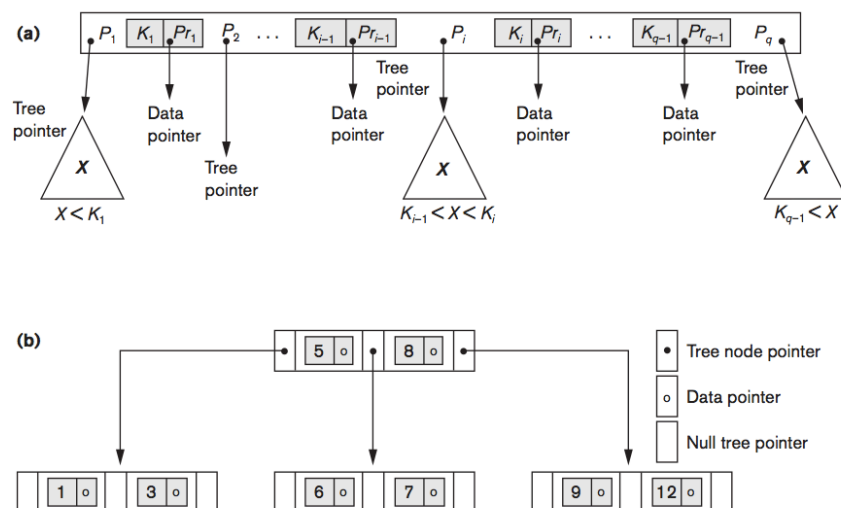 (a)
P1 K1 Pr1 P2 . . . Ki−1 Pri−1 Pi Ki Pri . . . Kq−1 Prq−1 Pq
Tree pointer
Data pointer
Tree pointer
Data pointer
Tree pointer
Data pointer
Data pointer
Tree pointer
X
X
X
X < K1
Ki−1 < X < Ki
Kq−1 < X
(b)
5 o 8 o
Tree node pointer
o Data pointer
Null tree pointer
1 o 3 o
6 o 7 o
9 o 12 o